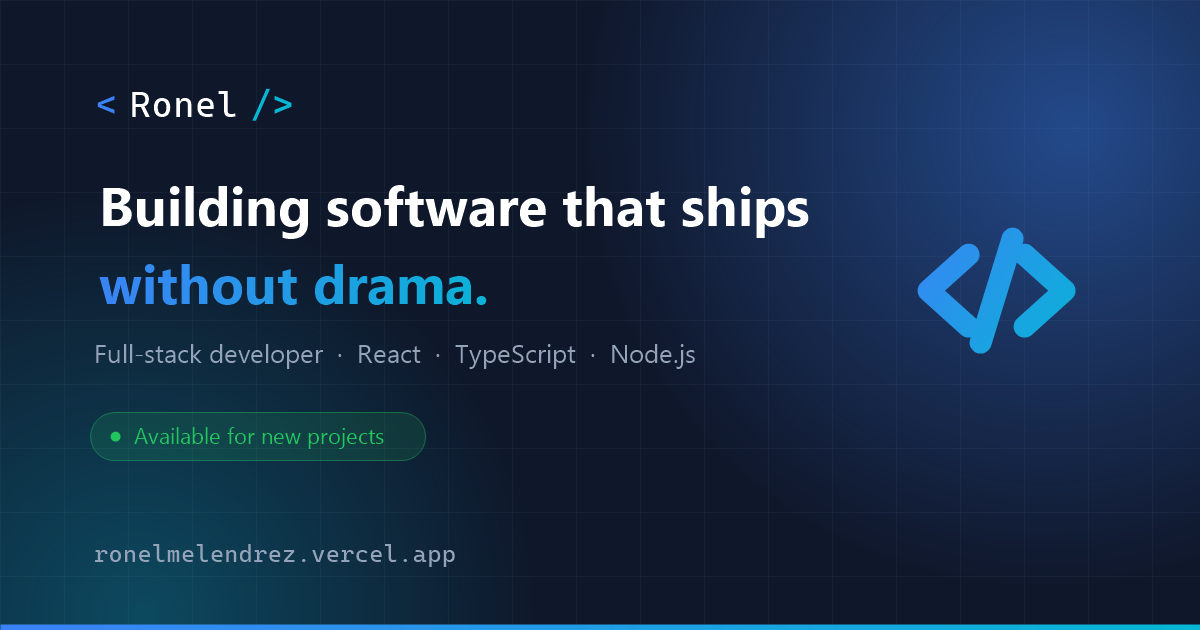 < Ronel />
Building software that ships
without drama.
Full-stack developer · React · TypeScript · Node.js
Available for new projects
ronelmelendrez.vercel.app